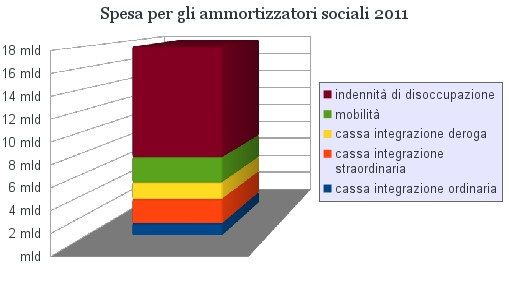 Spesa per gli ammortizzatori sociali 2011
18 mld
16 mld
14 mld
12 mld
10 mld
8 mld
6 mld
4 mld
2 mld
mld
indennità di disoccupazione
mobilità
cassa integrazione deroga
cassa integrazione
straordinaria
cassa integrazione ordinaria